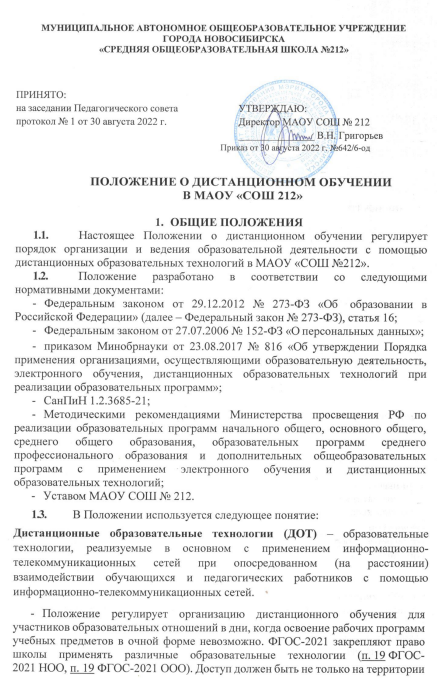 МУНИЦИПАЛЬНОЕ АВТОНОМНОЕ ОБЩЕОБРАЗОВАТЕЛЬНОЕ УЧРЕЖДЕНИЕ
ГОРОДА НОВОСИБИРСКА
«СРЕДНЯЯ ОБЩЕОБРАЗОВАТЕЛЬНАЯ ШКОЛА №212»
ПРИНЯТО:
на заседании Педагогического совета
протокол № 1 от 30 августа 2022 г.
УТВЕРЖДАЮ:
Директор МАОУ СОШ № 212
В.Н. Григорьев
Приказ от 30 августа 2022 г. №642/6-од
ПОЛОЖЕНИЕ О ДИСТАНЦИОННОМ ОБУЧЕНИИ
В МАОУ «СОШ 212»
1. ОБЩИЕ ПОЛОЖЕНИЯ
1.1. Настоящее Положении о дистанционном обучении регулирует
порядок организации и ведения образовательной деятельности с помощью
дистанционных образовательных технологий в МАОУ «СОШ №212».
1.2. Положение разработано в соответствии со следующими
нормативными документами:
- Федеральным законом от 29.12.2012 № 273-ФЗ «Об образовании в
Российской Федерации» (далее – Федеральный закон № 273-ФЗ), статья 16;
- Федеральным законом от 27.07.2006 № 152-ФЗ «О персональных данных»;
- приказом Минобрнауки от 23.08.2017 № 816 «Об утверждении Порядка
применения организациями, осуществляющими образовательную деятельность,
электронного обучения, дистанционных образовательных технологий при
реализации образовательных программ»;
- СанПиН 1.2.3685-21;
- Методическими рекомендациями Министерства просвещения РФ по
реализации образовательных программ начального общего, основного общего,
среднего общего образования, образовательных программ среднего
профессионального образования и дополнительных общеобразовательных
программ с применением электронного обучения и дистанционных
образовательных технологий;
- Уставом МАОУ СОШ № 212.
1.3. В Положении используется следующее понятие:
Дистанционные образовательные технологии (ДОТ) – образовательные
технологии, реализуемые в основном с применением информационно-
телекоммуникационных сетей при опосредованном (на расстоянии)
взаимодействии обучающихся и педагогических работников с помощью
информационно-телекоммуникационных сетей.
- Положение регулирует организацию дистанционного обучения для
участников образовательных отношений в дни, когда освоение рабочих программ
учебных предметов в очной форме невозможно. ФГОС-2021 закрепляют право
школы применять различные образовательные технологии (п. 19 ФГОС-
2021 НОО, п. 19 ФГОС-2021 ООО). Доступ должен быть не только на территории